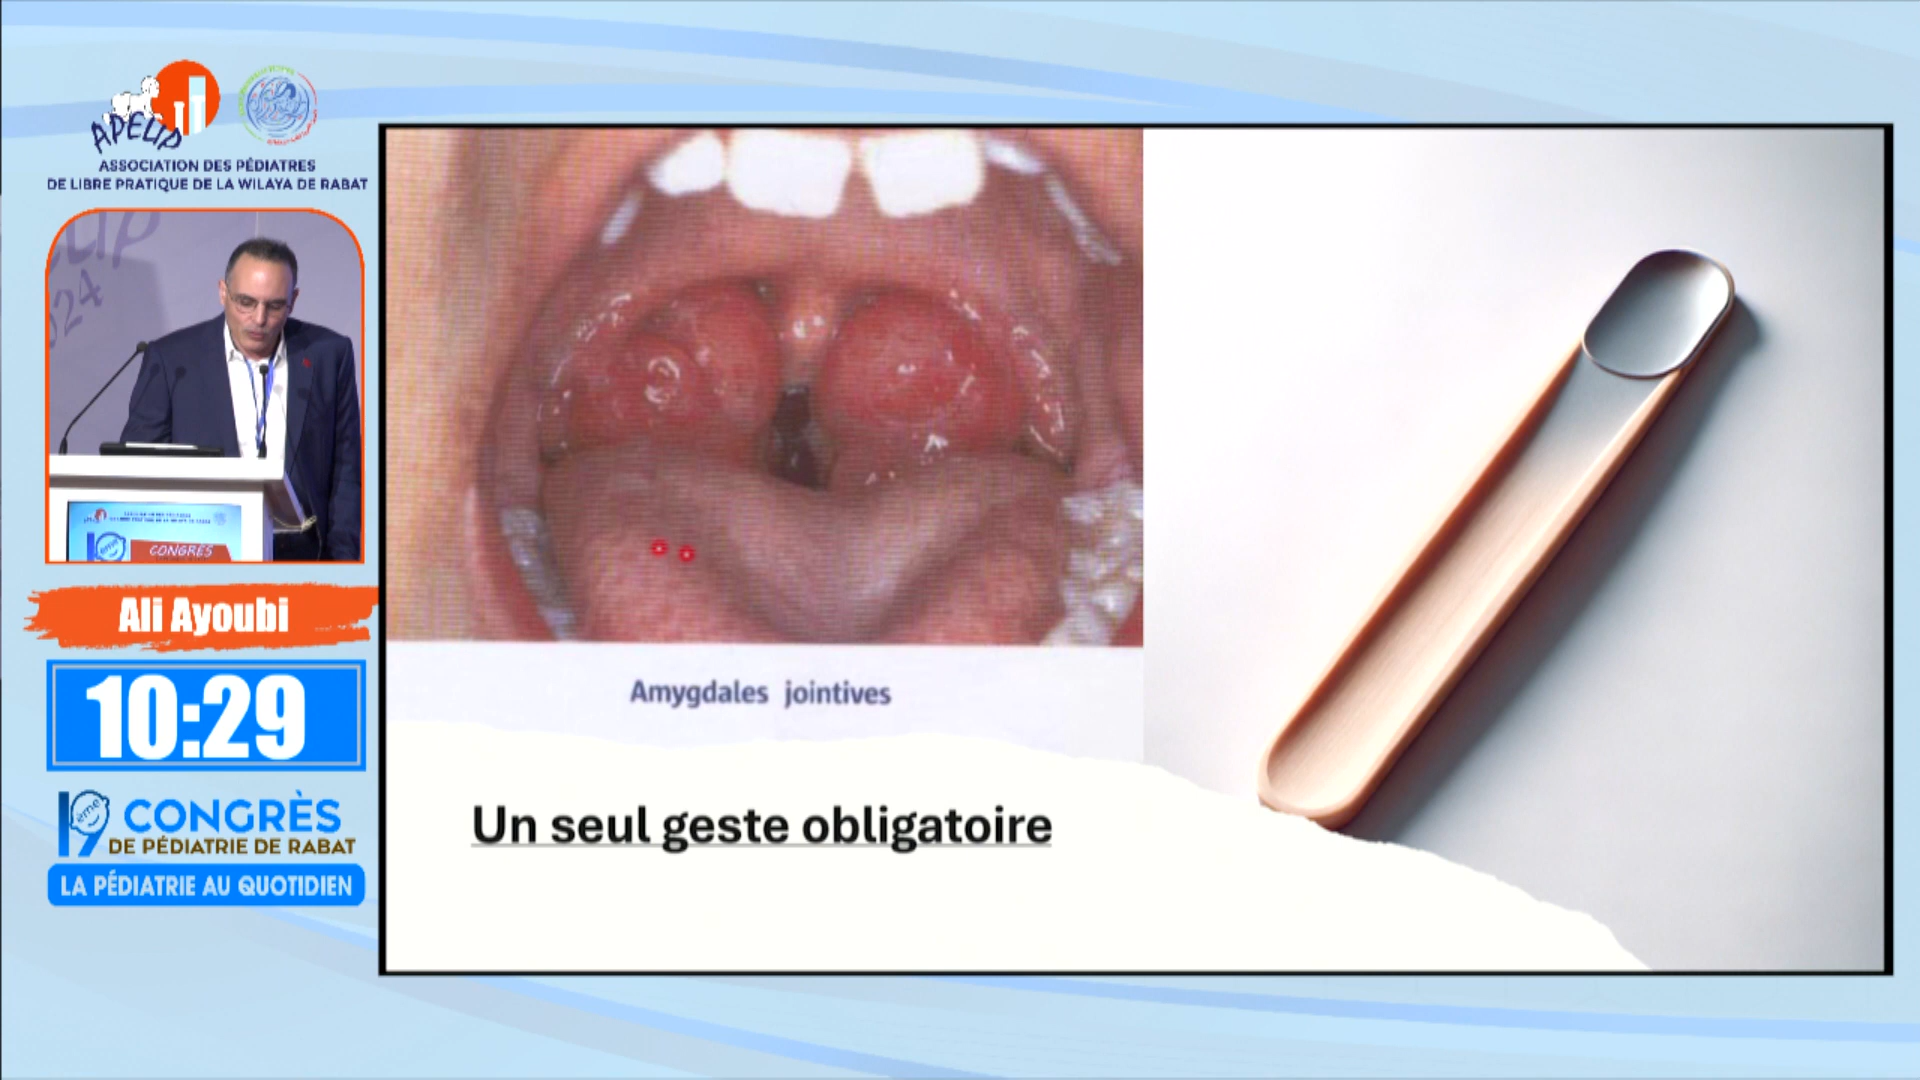 APELIP
ASSOCIATION DES PÉDIATRES
DE LIBRE PRATIQUE DE LA WILAYA DE RABAT
CONGRÈS
Ali Ayoubi
10:29
19ème CONGRÈS
DE PÉDIATRIE DE RABAT
LA PÉDIATRIE AU QUOTIDIEN
Amygdales jointives
Un seul geste obligatoire